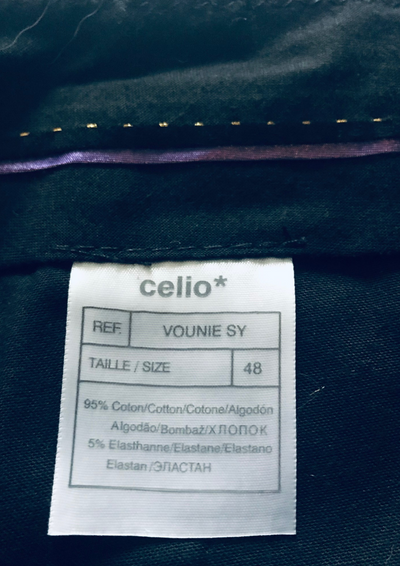 celio*
REF. VOUNIE SY
TAILLE / SIZE 48
95% Coton/Cotton/Cotone/Algodón
Algodão/Bombaž/ХЛОПОК
5% Elasthanne/Elastane/Elastano
Elastan/ЭЛАСТАН